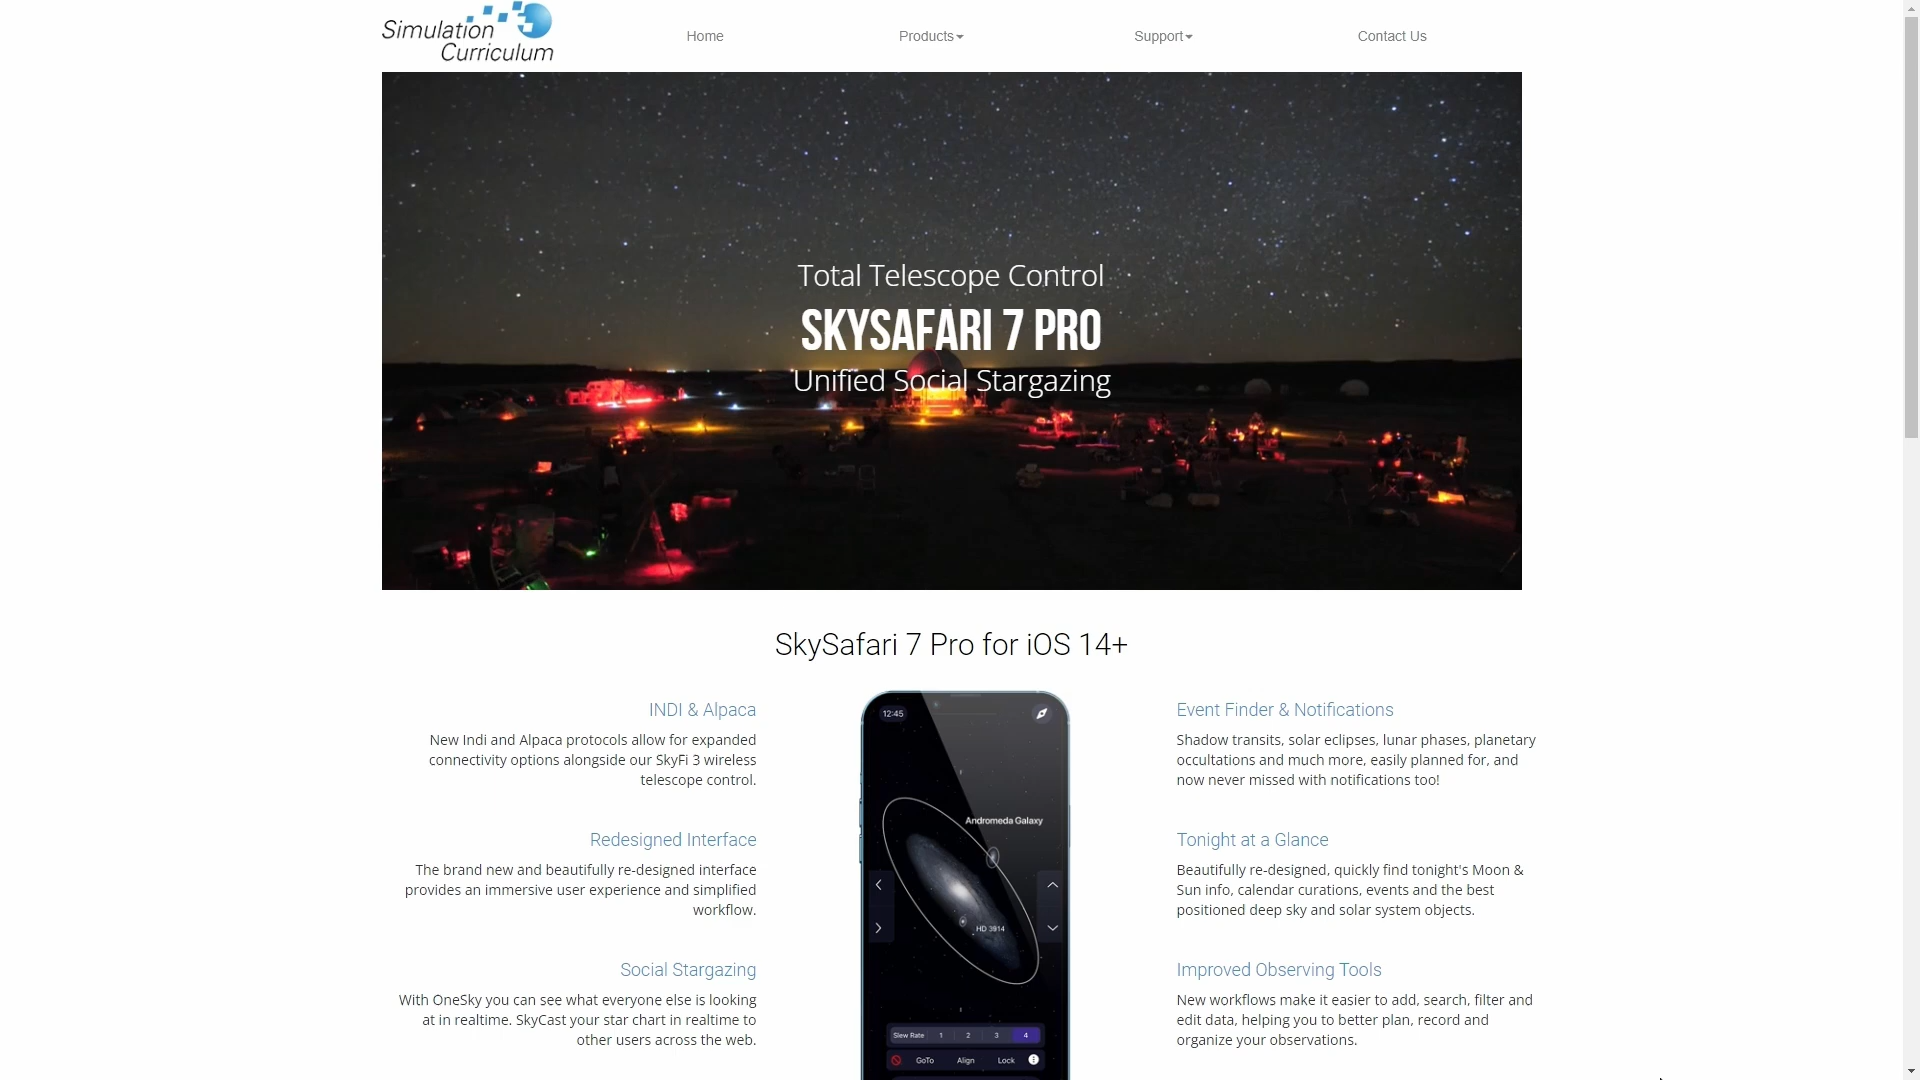 Simulation
Curriculum
Home
Products
Support
Contact Us
Total Telescope Control
SKYSAFARI 7 PRO
Unified Social Stargazing
SkySafari 7 Pro for iOS 14+
INDI & Alpaca
New Indi and Alpaca protocols allow for expanded
connectivity options alongside our SkyFi 3 wireless
telescope control.
Redesigned Interface
The brand new and beautifully re-designed interface
provides an immersive user experience and simplified
workflow.
Social Stargazing
With OneSky you can see what everyone else is looking
at in realtime. SkyCast your star chart in realtime to
other users across the web.
12:45
Andromeda Galaxy
HD 3914
Slew Rate 1 2 3 4
GoTo Align Lock
Event Finder & Notifications
Shadow transits, solar eclipses, lunar phases, planetary
occultations and much more, easily planned for, and
now never missed with notifications too!
Tonight at a Glance
Beautifully re-designed, quickly find tonight's Moon &
Sun info, calendar curations, events and the best
positioned deep sky and solar system objects.
Improved Observing Tools
New workflows make it easier to add, search, filter and
edit data, helping you to better plan, record and
organize your observations.